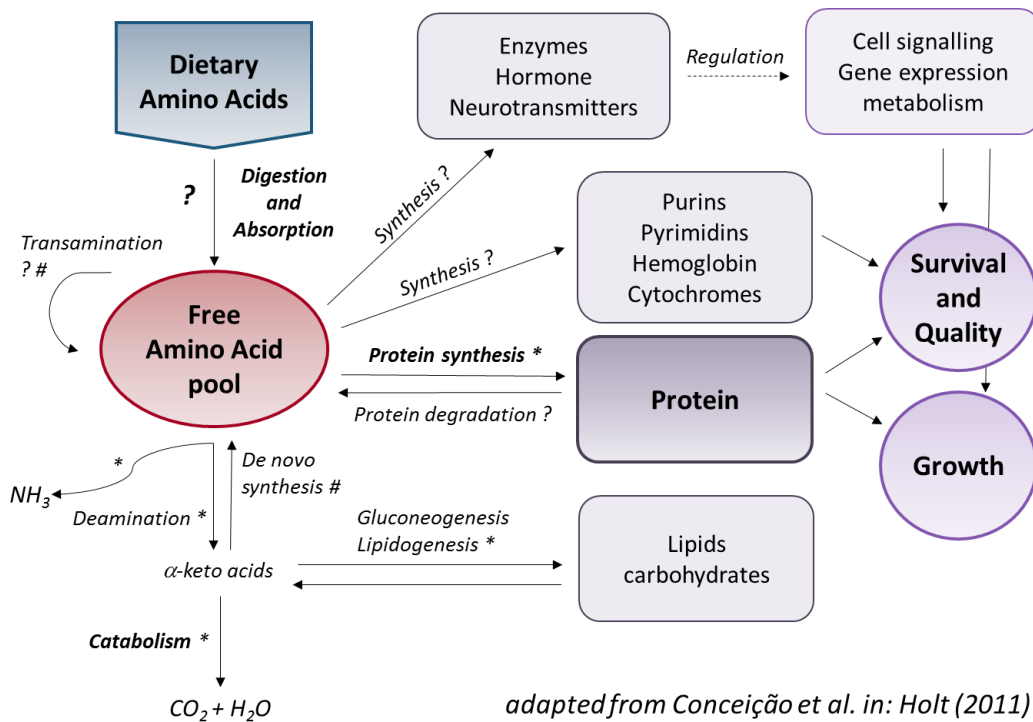 Dietary
Amino Acids
Enzymes
Hormone
Neurotransmitters
Regulation
Cell signalling
Gene expression
metabolism
?
Digestion
and
Absorption
Synthesis ?
Transamination
? #
Synthesis ?
Purins
Pyrimidins
Hemoglobin
Cytochromes
Survival
and
Quality
Free
Amino Acid
pool
Protein synthesis *
Protein degradation ?
Protein
Growth
*
NH₃
Deamination *
De novo
synthesis #
Gluconeogenesis
Lipidogenesis *
Lipids
carbohydrates
α-keto acids
Catabolism *
CO₂ + H₂O
adapted from Conceição et al. in: Holt (2011)